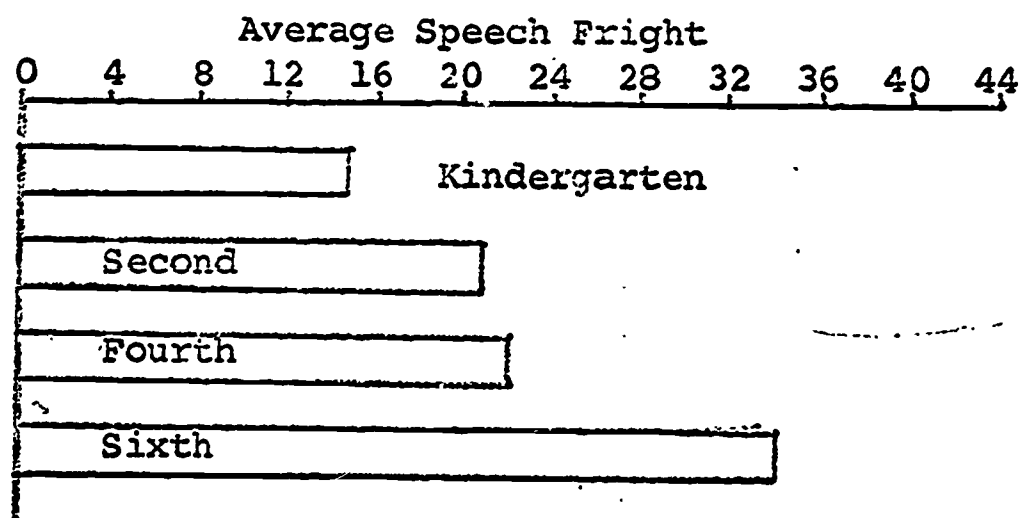 Average Speech Fright
0 4 8 12 16 20 24 28 32 36 40 44
Kindergarten
Second
Fourth
Sixth